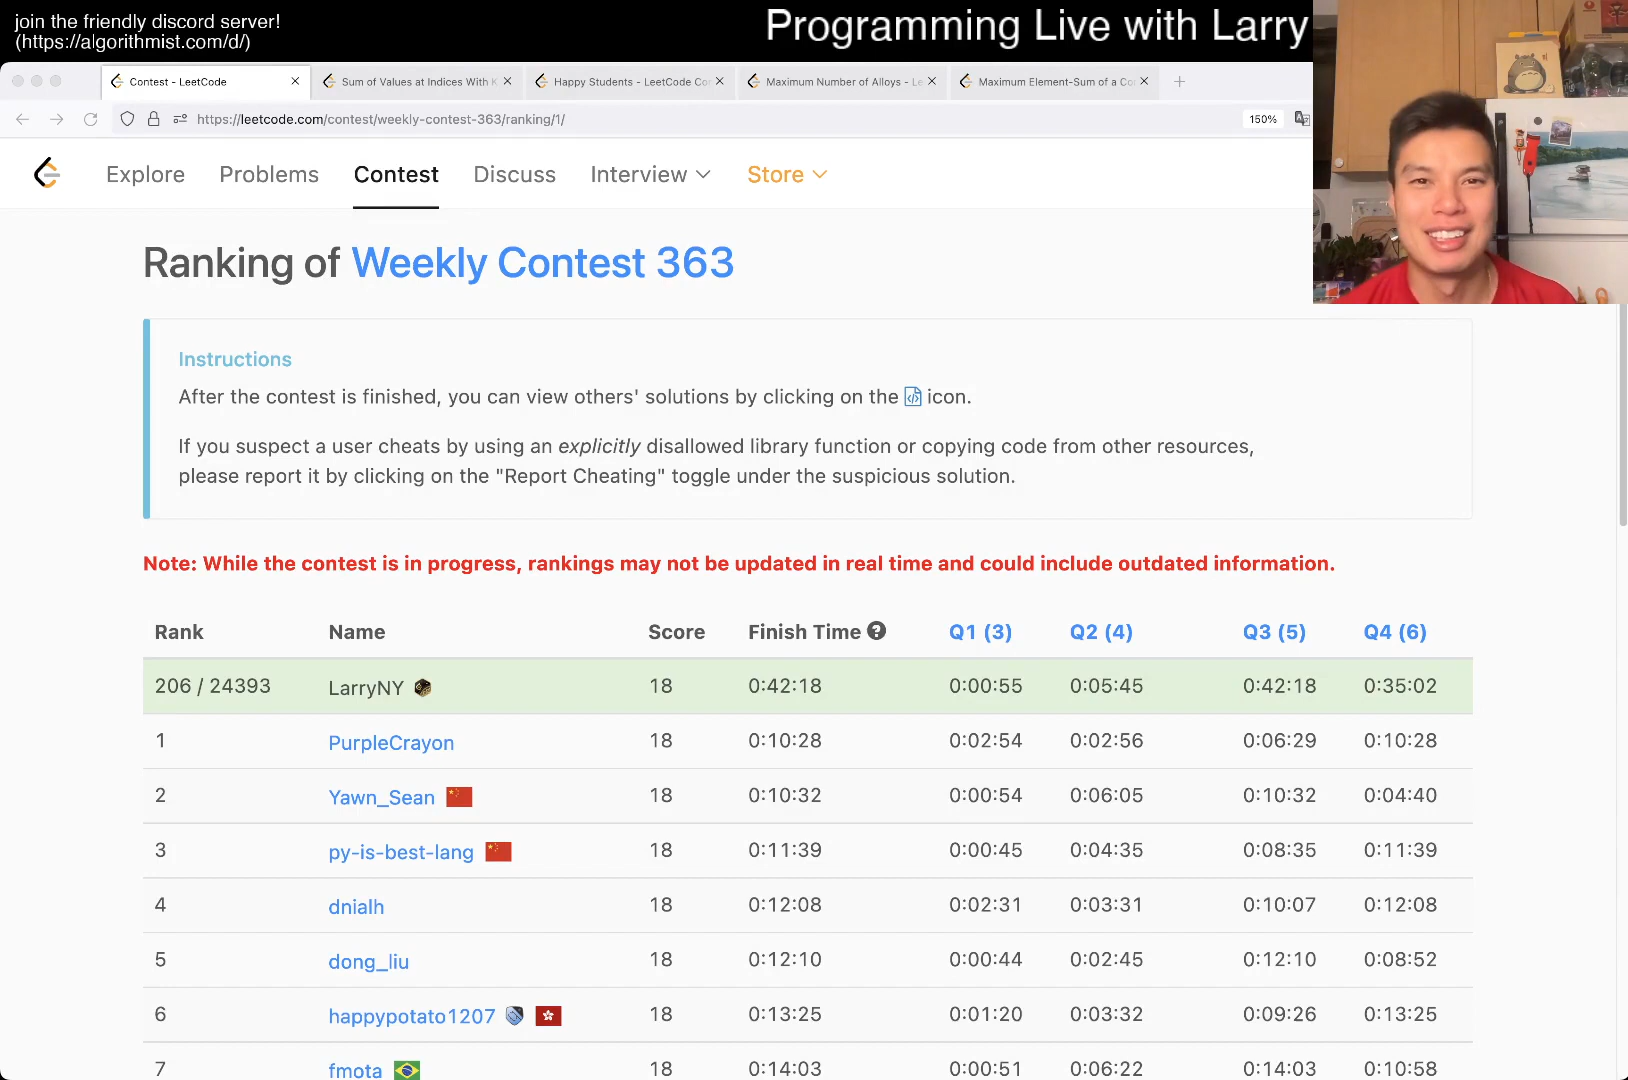 join the friendly discord server!
(https://algorithmist.com/d/)
Programming Live with Larry
Contest - LeetCode
Sum of Values at Indices With K
Happy Students - LeetCode Co
Maximum Number of Alloys - Le
Maximum Element-Sum of a Co
https://leetcode.com/contest/weekly-contest-363/ranking/1/
150%
Explore Problems Contest Discuss Interview Store
Ranking of Weekly Contest 363
Instructions
After the contest is finished, you can view others' solutions by clicking on the icon.
If you suspect a user cheats by using an explicitly disallowed library function or copying code from other resources,
please report it by clicking on the "Report Cheating" toggle under the suspicious solution.
Note: While the contest is in progress, rankings may not be updated in real time and could include outdated information.
Rank Name Score Finish Time Q1 (3) Q2 (4) Q3 (5) Q4 (6)
206 / 24393 LarryNY 18 0:42:18 0:00:55 0:05:45 0:42:18 0:35:02
1 PurpleCrayon 18 0:10:28 0:02:54 0:02:56 0:06:29 0:10:28
2 Yawn_Sean 18 0:10:32 0:00:54 0:06:05 0:10:32 0:04:40
3 py-is-best-lang 18 0:11:39 0:00:45 0:04:35 0:08:35 0:11:39
4 dnialh 18 0:12:08 0:02:31 0:03:31 0:10:07 0:12:08
5 dong_liu 18 0:12:10 0:00:44 0:02:45 0:12:10 0:08:52
6 happypotato1207 18 0:13:25 0:01:20 0:03:32 0:09:26 0:13:25
7 fmota 18 0:14:03 0:00:51 0:06:22 0:14:03 0:10:58